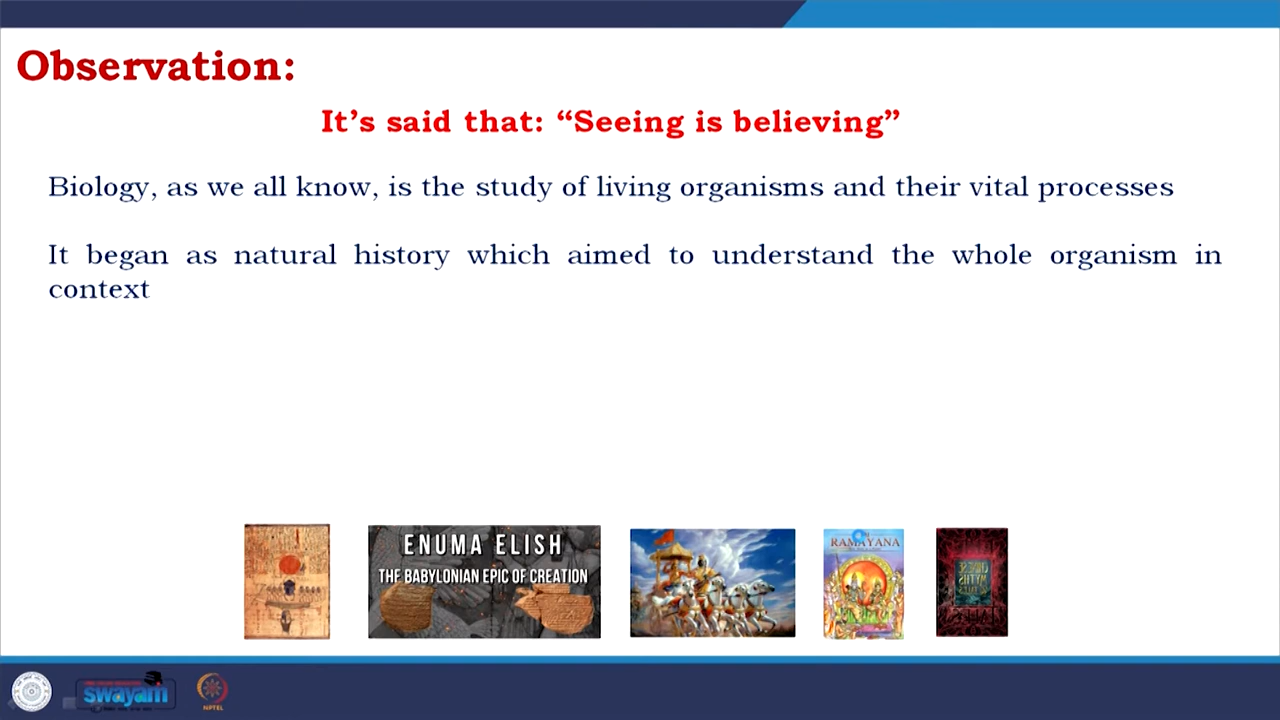 Observation:
It's said that: “Seeing is believing”
Biology, as we all know, is the study of living organisms and their vital processes
It began as natural history which aimed to understand the whole organism in
context
ENUMA ELISH
THE BABYLONIAN EPIC OF CREATION
RAMAYANA
swayam
NPTEL